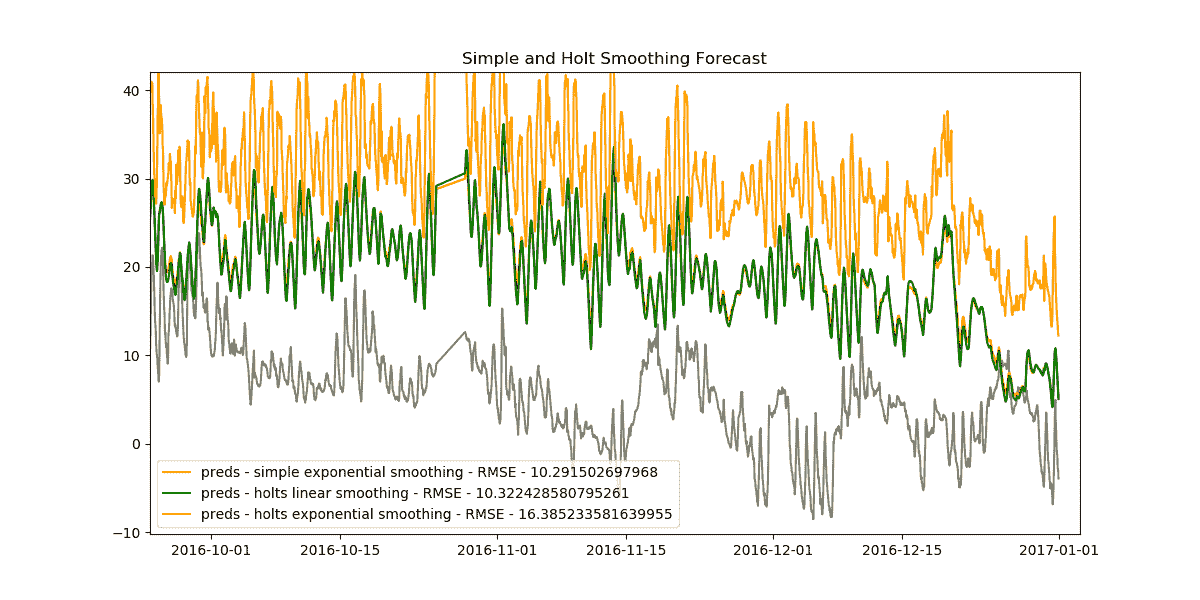 Simple and Holt Smoothing Forecast
40
30
20
10
0
−10
preds - simple exponential smoothing - RMSE - 10.291502697968
preds - holts linear smoothing - RMSE - 10.322428580795261
preds - holts exponential smoothing - RMSE - 16.385233581639955
2016-10-01 2016-10-15 2016-11-01 2016-11-15 2016-12-01 2016-12-15 2017-01-01